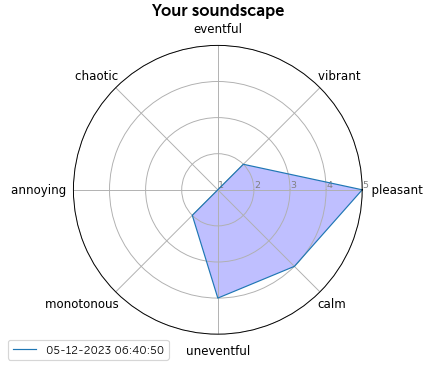 Your soundscape
eventful
chaotic
vibrant
annoying
1
2
3
4
5
pleasant
monotonous
calm
uneventful
05-12-2023 06:40:50